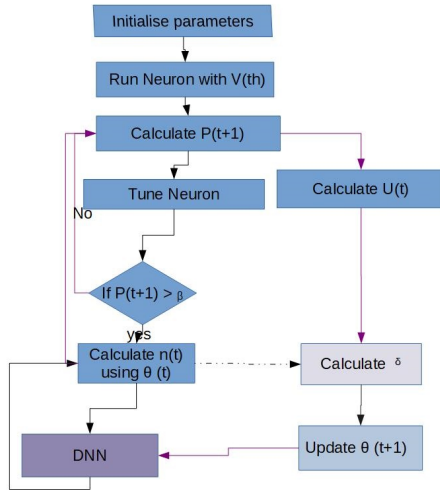 Initialise parameters
Run Neuron with V(th)
Calculate P(t+1)
Tune Neuron
Calculate U(t)
No
If P(t+1) > β
yes
Calculate n(t)
using θ (t)
Calculate δ
DNN
Update θ (t+1)